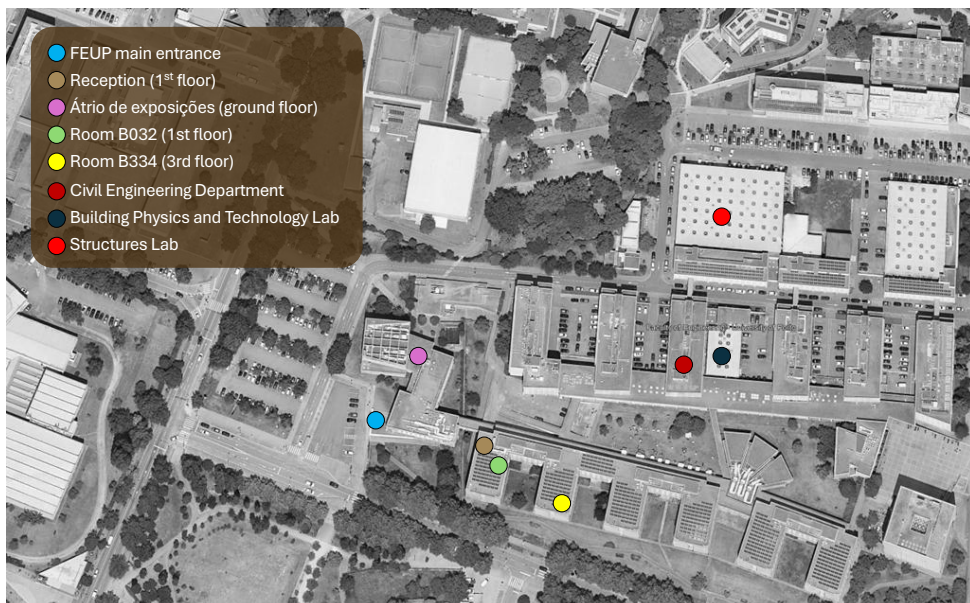 FEUP main entrance
Reception (1st floor)
Átrio de exposições (ground floor)
Room B032 (1st floor)
Room B334 (3rd floor)
Civil Engineering Department
Building Physics and Technology Lab
Structures Lab